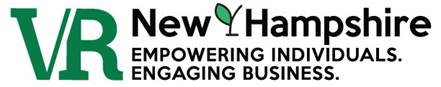 VR New Hampshire
EMPOWERING INDIVIDUALS.
ENGAGING BUSINESS.